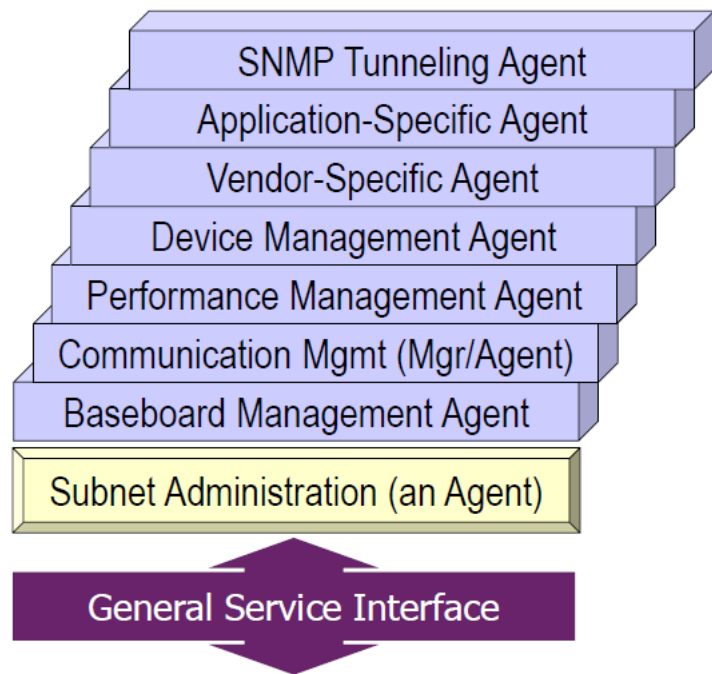 SNMP Tunneling Agent
Application-Specific Agent
Vendor-Specific Agent
Device Management Agent
Performance Management Agent
Communication Mgmt (Mgr/Agent)
Baseboard Management Agent
Subnet Administration (an Agent)
General Service Interface